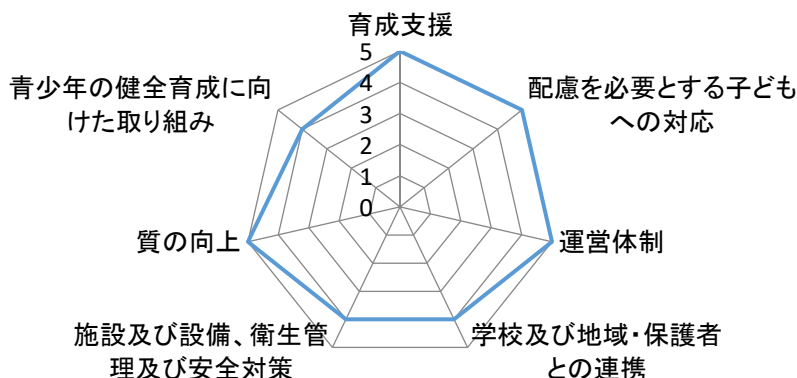 育成支援
5
4
3
2
1
0
配慮を必要とする子ども
への対応
運営体制
学校及び地域・保護者
との連携
施設及び設備、衛生管
理及び安全対策
質の向上
青少年の健全育成に向
けた取り組み